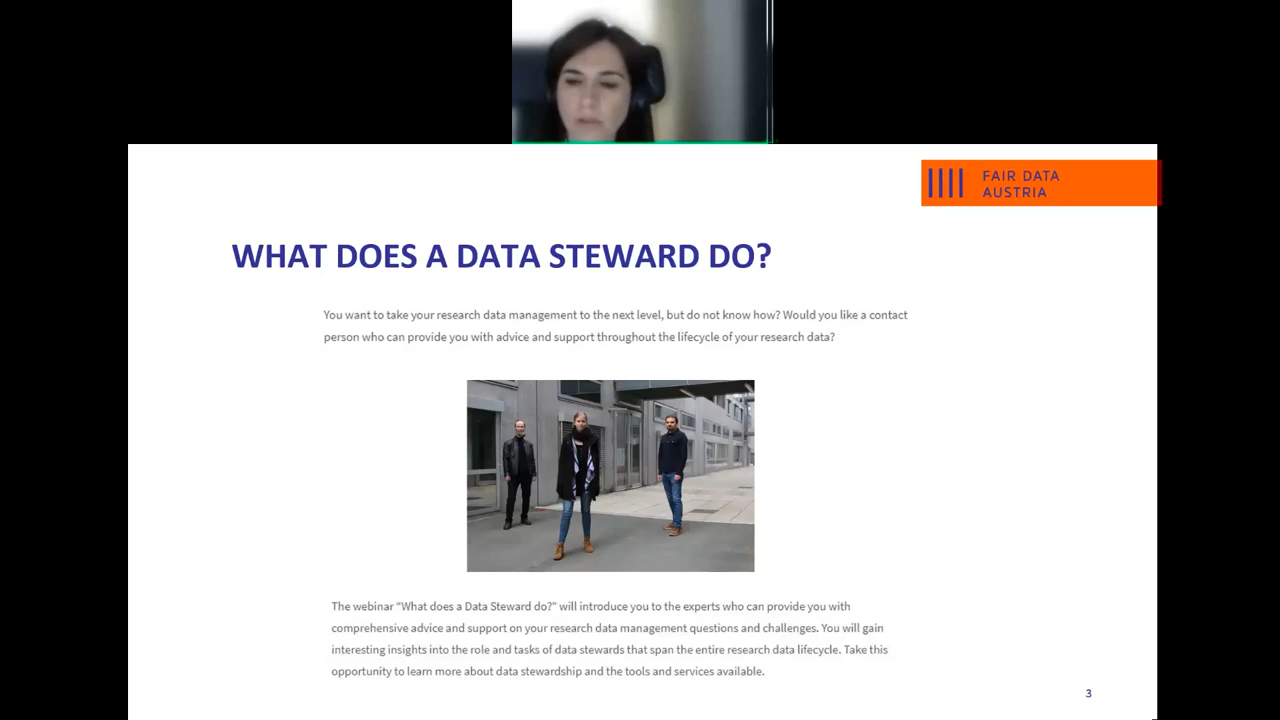 FAIR DATA
AUSTRIA
WHAT DOES A DATA STEWARD DO?
You want to take your research data management to the next level, but do not know how? Would you like a contact
person who can provide you with advice and support throughout the lifecycle of your research data?
The webinar “What does a Data Steward do?” will introduce you to the experts who can provide you with
comprehensive advice and support on your research data management questions and challenges. You will gain
interesting insights into the role and tasks of data stewards that span the entire research data lifecycle. Take this
opportunity to learn more about data stewardship and the tools and services available.
3